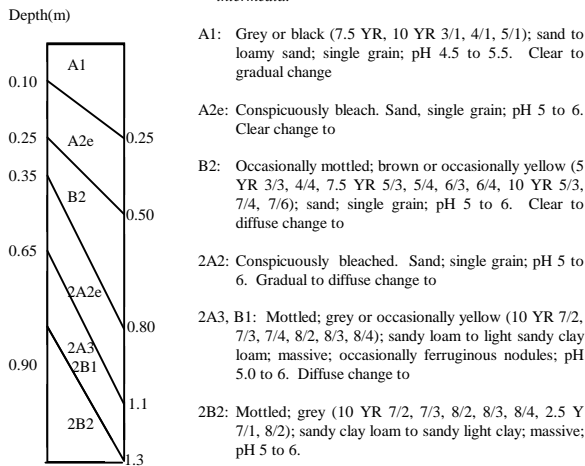 intermedia.
Depth(m)
A1
0.10
A2e
0.25
0.25
0.35
B2
0.50
0.65
2A2e
0.80
2A3
2B1
0.90
1.1
2B2
1.3
A1: Grey or black (7.5 YR, 10 YR 3/1, 4/1, 5/1); sand to
loamy sand; single grain; pH 4.5 to 5.5. Clear to
gradual change
A2e: Conspicuously bleach. Sand, single grain; pH 5 to 6.
Clear change to
B2: Occasionally mottled; brown or occasionally yellow (5
YR 3/3, 4/4, 7.5 YR 5/3, 5/4, 6/3, 6/4, 10 YR 5/3,
7/4, 7/6); sand; single grain; pH 5 to 6. Clear to
diffuse change to
2A2: Conspicuously bleached. Sand; single grain; pH 5 to
6. Gradual to diffuse change to
2A3, B1: Mottled; grey or occasionally yellow (10 YR 7/2,
7/3, 7/4, 8/2, 8/3, 8/4); sandy loam to light sandy clay
loam; massive; occasionally ferruginous nodules; pH
5.0 to 6. Diffuse change to
2B2: Mottled; grey (10 YR 7/2, 7/3, 8/2, 8/3, 8/4, 2.5 Y
7/1, 8/2); sandy clay loam to sandy light clay; massive;
pH 5 to 6.